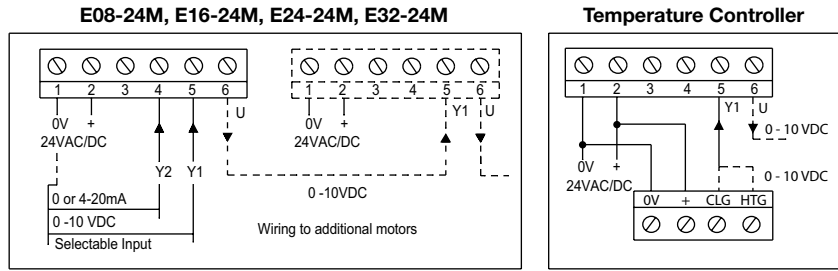 E08-24M, E16-24M, E24-24M, E32-24M
1 2 3 4 5 6
0V +
24VAC/DC
Y2 Y1 U
0 or 4-20mA
0 -10 VDC
Selectable Input
1 2 3 4 5 6
0V +
24VAC/DC
Y1 U
0 -10VDC
Wiring to additional motors
Temperature Controller
1 2 3 4 5 6
Y1 U
0 - 10 VDC
0V +
24VAC/DC
0 - 10 VDC
0V + CLG HTG